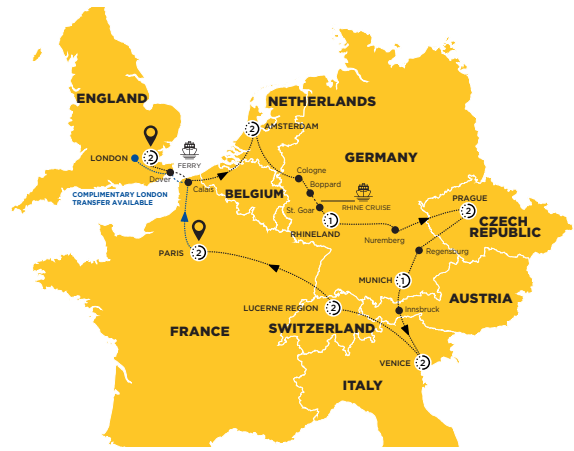 ENGLAND
NETHERLANDS
AMSTERDAM
2
GERMANY
LONDON
2
FERRY
Dover
Calais
COMPLIMENTARY LONDON
TRANSFER AVAILABLE
BELGIUM
Cologne
Boppard
St. Goar
RHINE CRUISE
1
RHINELAND
Nuremberg
PRAGUE
2
CZECH
REPUBLIC
Regensburg
PARIS
2
MUNICH
1
AUSTRIA
LUCERNE REGION
2
Innsbruck
FRANCE
SWITZERLAND
VENICE
2
ITALY